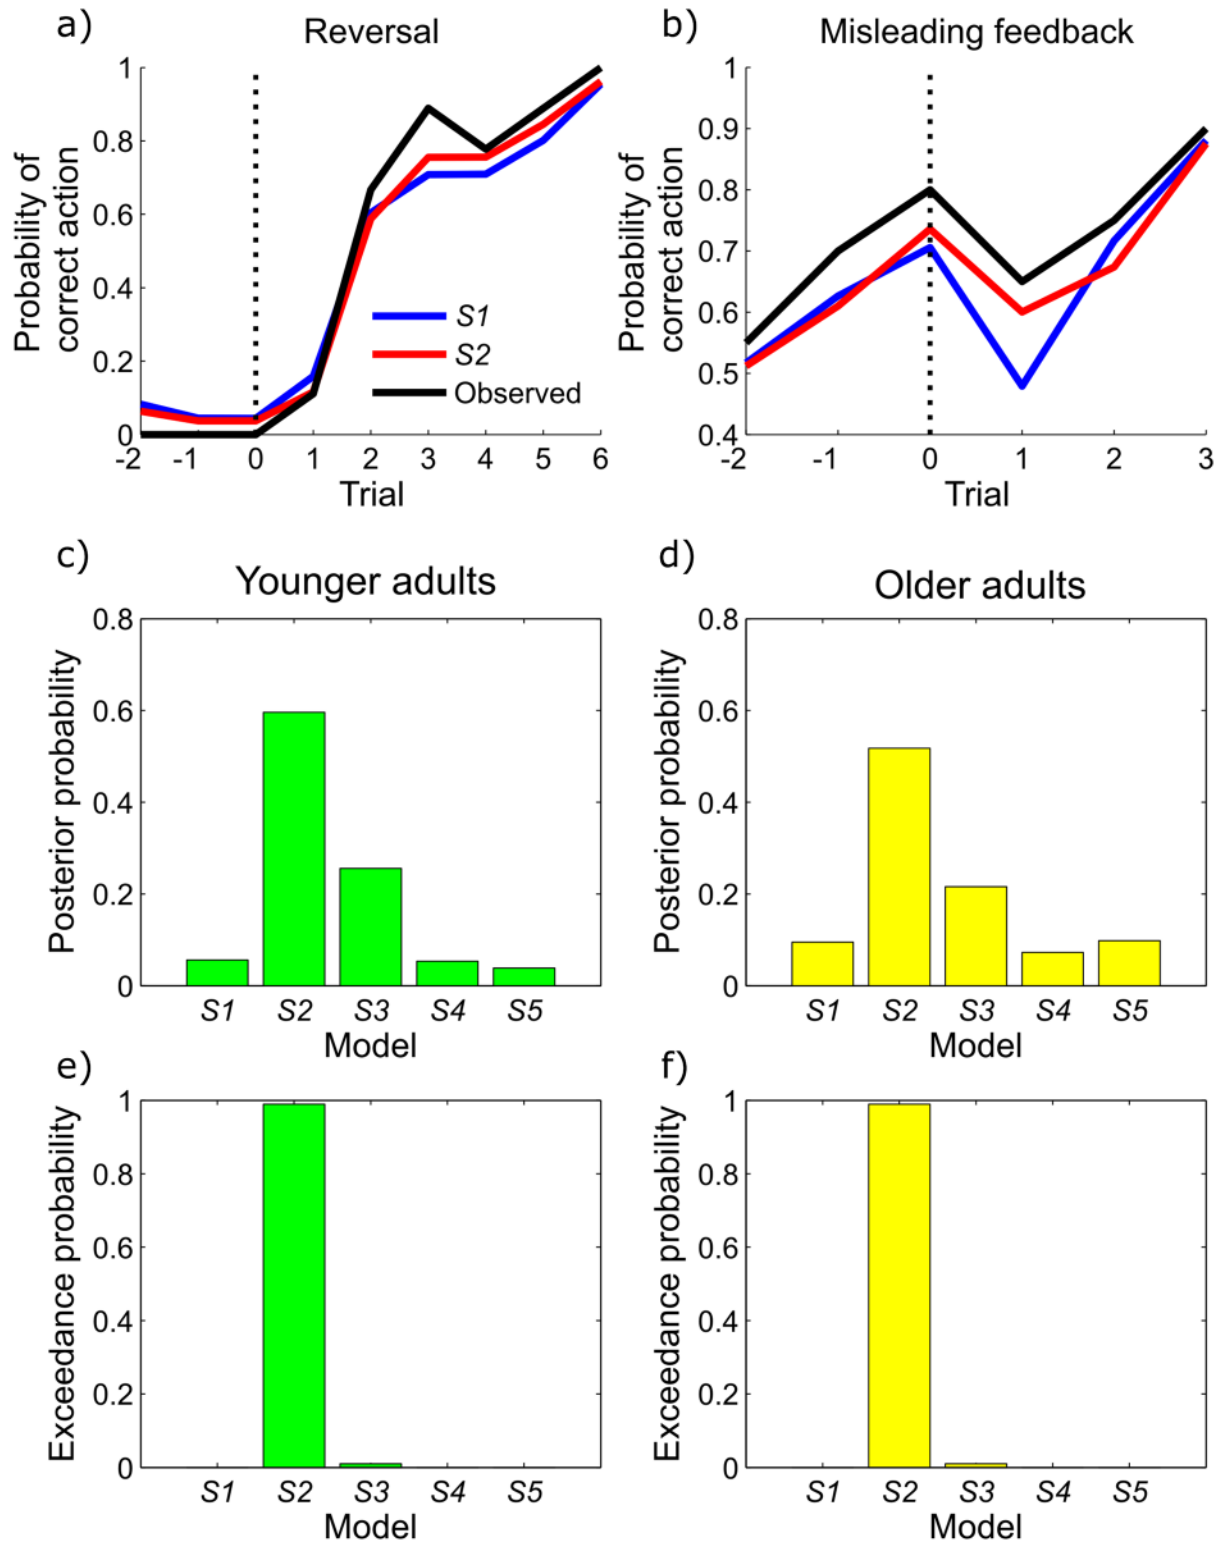 a)
Reversal
Probability of
correct action
1
0.8
0.6
0.4
0.2
0
-2 -1 0 1 2 3 4 5 6
Trial
S1
S2
Observed
b)
Misleading feedback
Probability of
correct action
1
0.9
0.8
0.7
0.6
0.5
0.4
-2 -1 0 1 2 3
Trial
c)
Younger adults
Posterior probability
0.8
0.6
0.4
0.2
0
S1 S2 S3 S4 S5
Model
d)
Older adults
Posterior probability
0.8
0.6
0.4
0.2
0
S1 S2 S3 S4 S5
Model
e)
Exceedance probability
1
0.8
0.6
0.4
0.2
0
S1 S2 S3 S4 S5
Model
f)
Exceedance probability
1
0.8
0.6
0.4
0.2
0
S1 S2 S3 S4 S5
Model